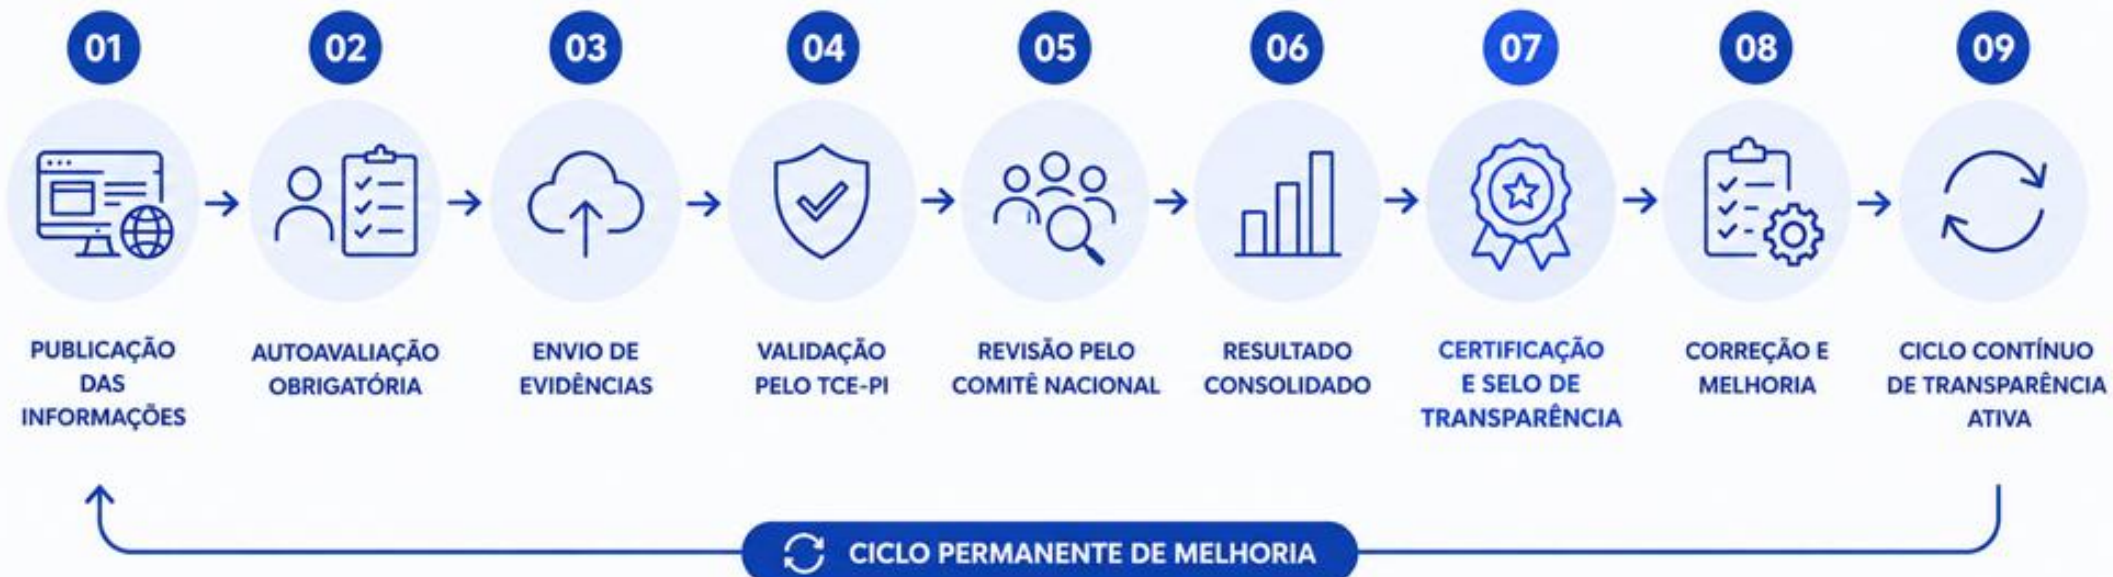 01
02
03
04
05
06
07
08
09
PUBLICAÇÃO
DAS
INFORMAÇÕES
AUTOAVALIAÇÃO
OBRIGATÓRIA
ENVIO DE
EVIDÊNCIAS
VALIDAÇÃO
PELO TCE-PI
REVISÃO PELO
COMITÊ NACIONAL
RESULTADO
CONSOLIDADO
CERTIFICAÇÃO
E SELO DE
TRANSPARÊNCIA
CORREÇÃO E
MELHORIA
CICLO CONTÍNUO
DE TRANSPARÊNCIA
ATIVA
CICLO PERMANENTE DE MELHORIA